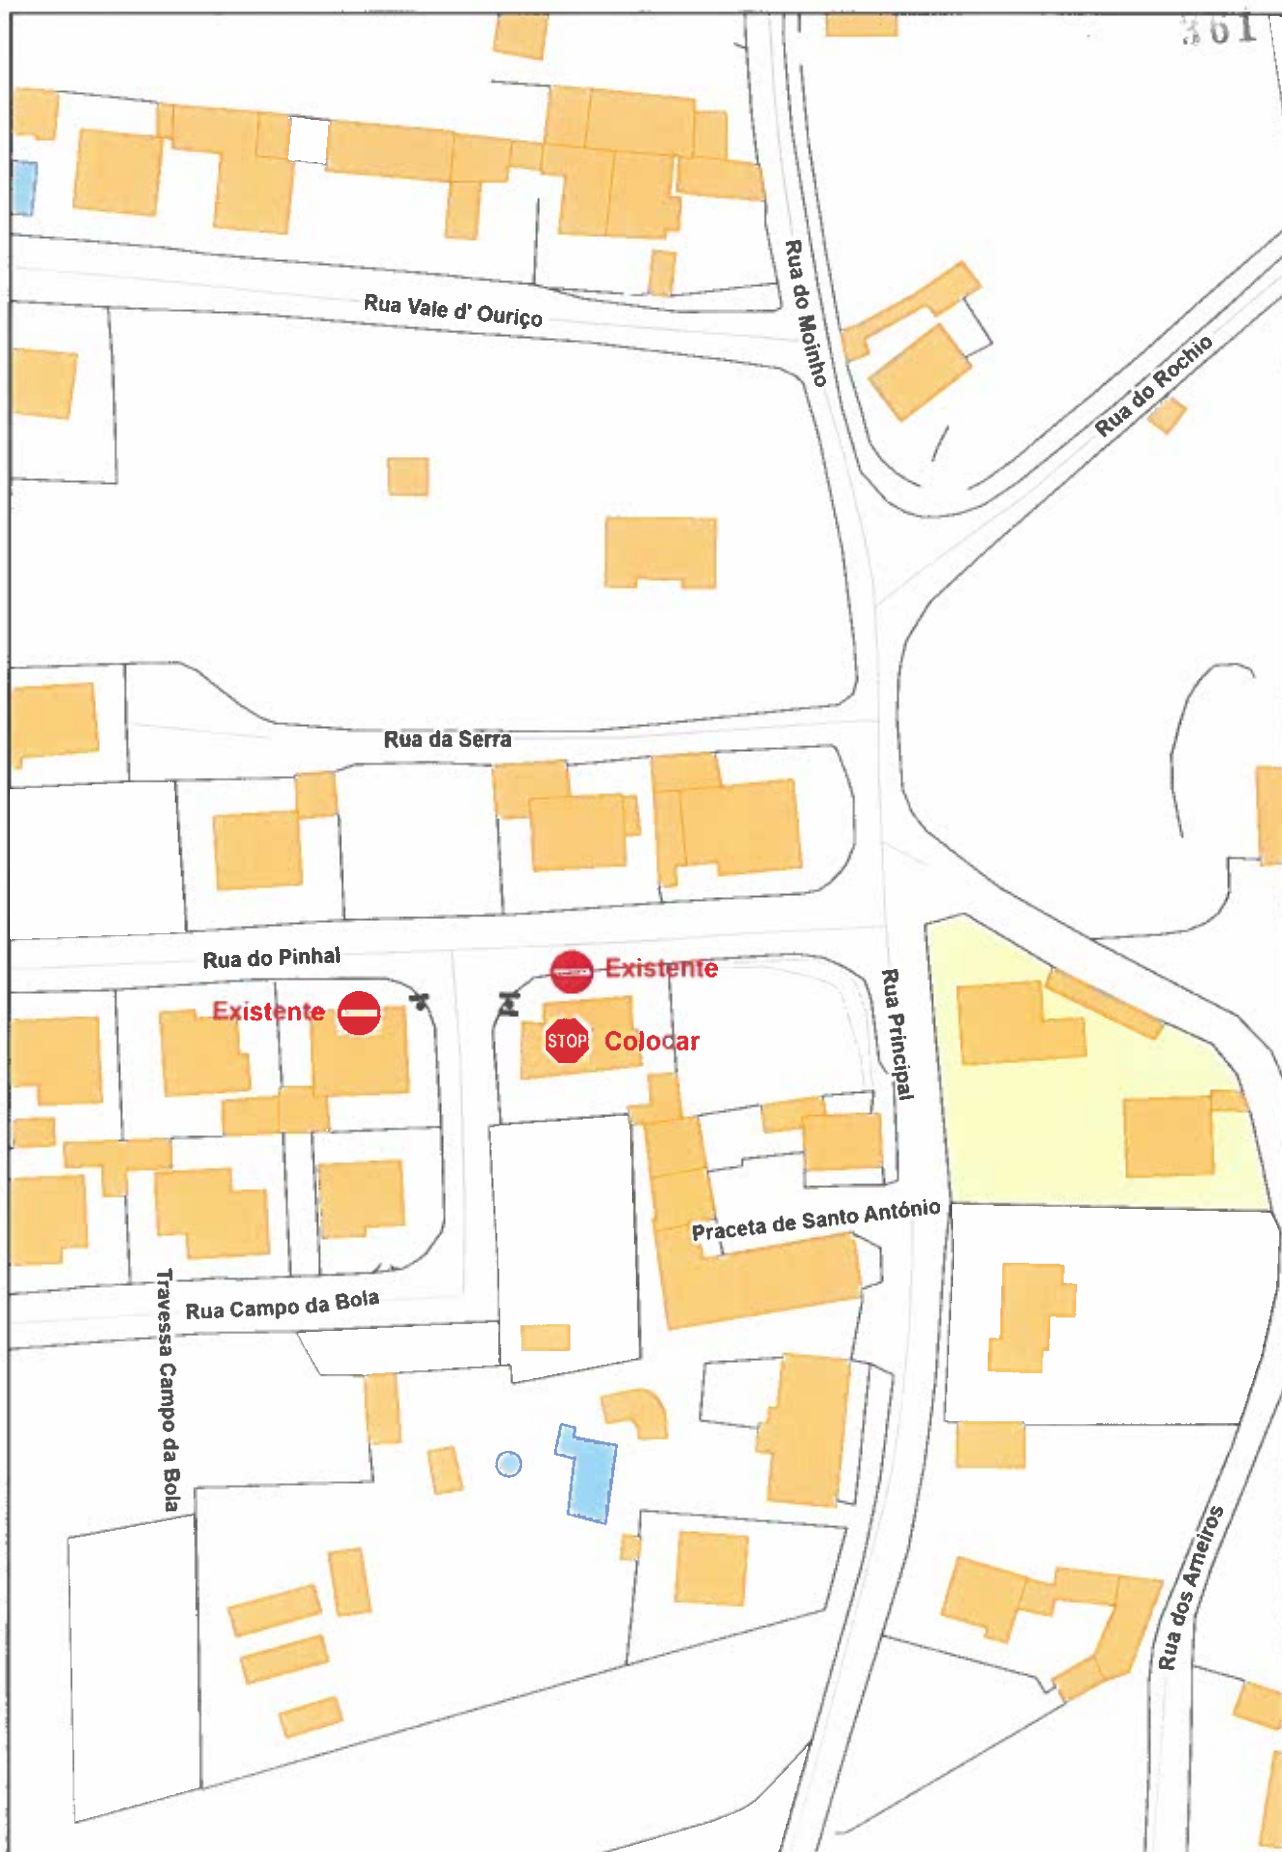 361
Rua Vale d' Ouriço
Rua do Moinho
Rua do Rochio
Rua da Serra
Rua do Pinhal
Existente
Existente
STOP Colocar
Rua Principal
Praceta de Santo António
Rua Campo da Bola
Travessa Campo da Bola
Rua dos Arneiros